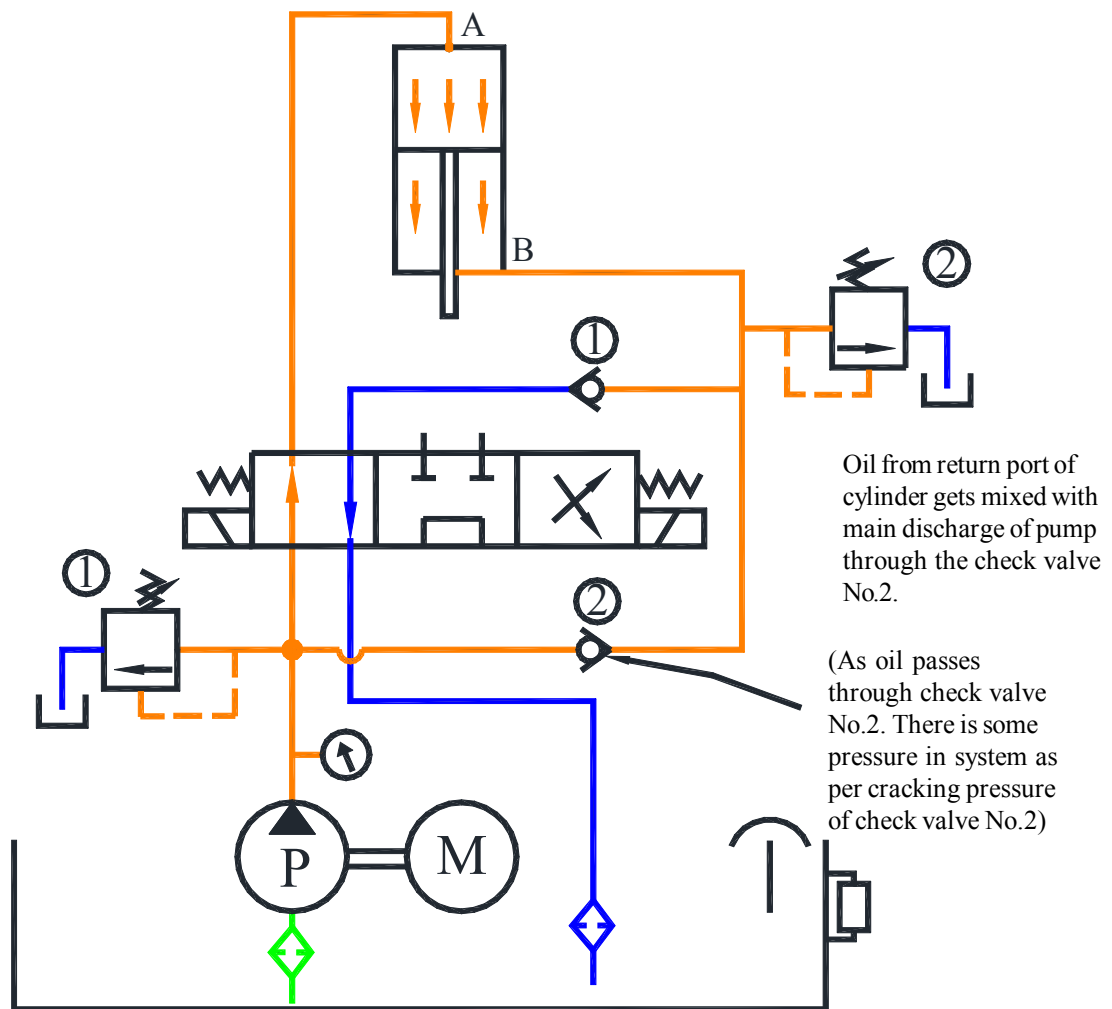 A
B
2
1
Oil from return port of
cylinder gets mixed with
main discharge of pump
through the check valve
No.2.
1
2
(As oil passes
through check valve
No.2. There is some
pressure in system as
per cracking pressure
of check valve No.2)
P
M